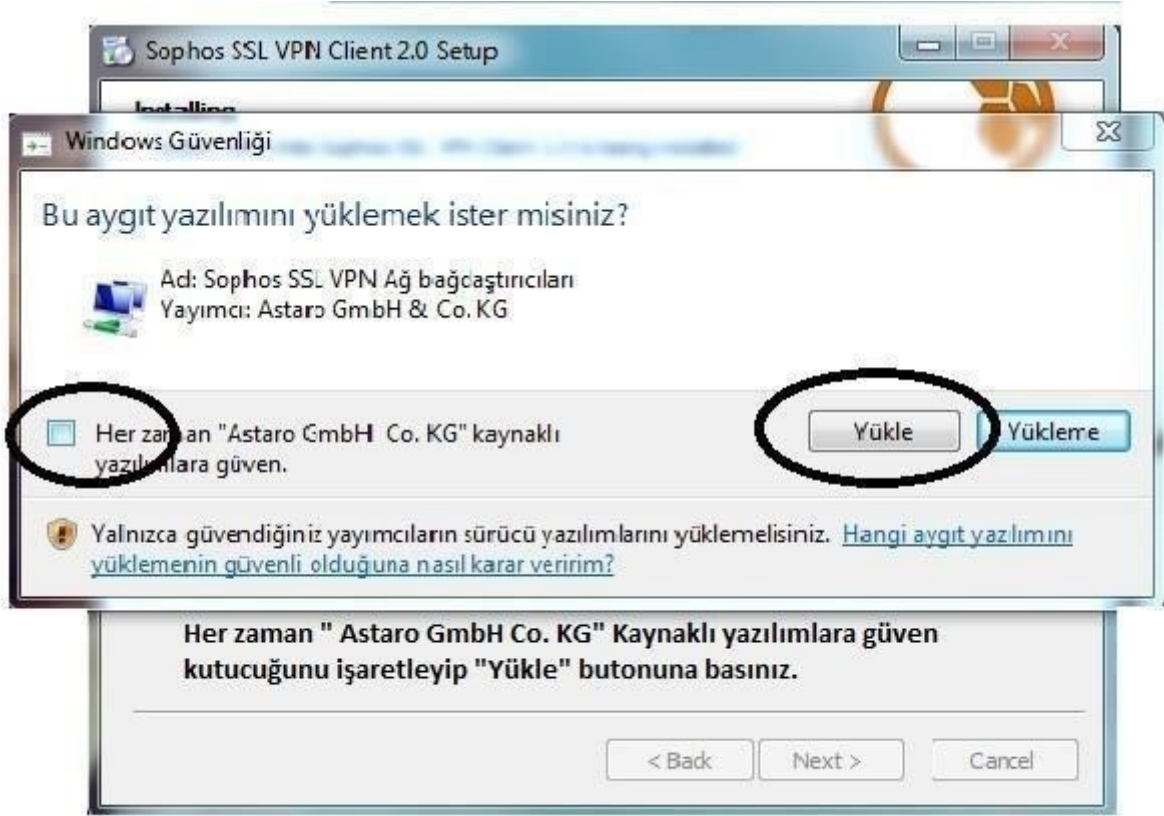 Sophos SSL VPN Client 2.0 Setup
Installing
Windows Güvenliği
Bu aygıt yazılımını yüklemek ister misiniz?
Ad: Sophos SSL VPN Ağ bağdaştırıcıları
Yayımcı: Astaro GmbH & Co. KG
Her zaman "Astaro GmbH Co. KG" kaynaklı
yazılımlara güven.
Yükle
Yükleme
Yalnızca güvendiğiniz yayımcıların sürücü yazılımlarını yüklemelisiniz. Hangi aygıt yazılımını
yüklemenin güvenli olduğuna nasıl karar veririm?
Her zaman " Astaro GmbH Co. KG" Kaynaklı yazılımlara güven
kutucuğunu işaretleyip "Yükle" butonuna basınız.
< Back
Next >
Cancel